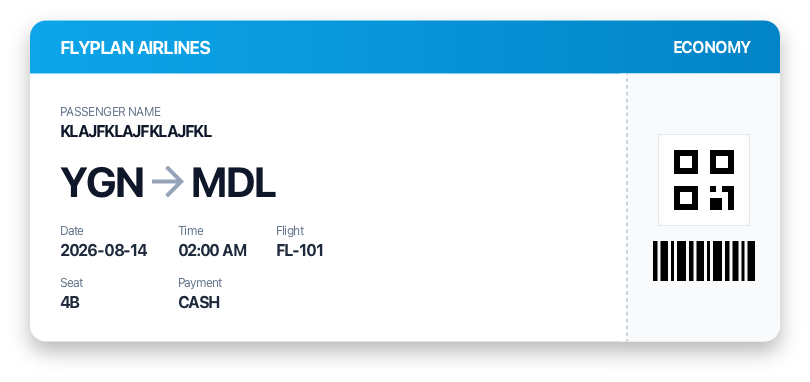 FLYPLAN AIRLINES
ECONOMY
PASSENGER NAME
KLAJFKLAJFKLAJFKL
YGN → MDL
Date Time Flight
2026-08-14 02:00 AM FL-101
Seat Payment
4B CASH